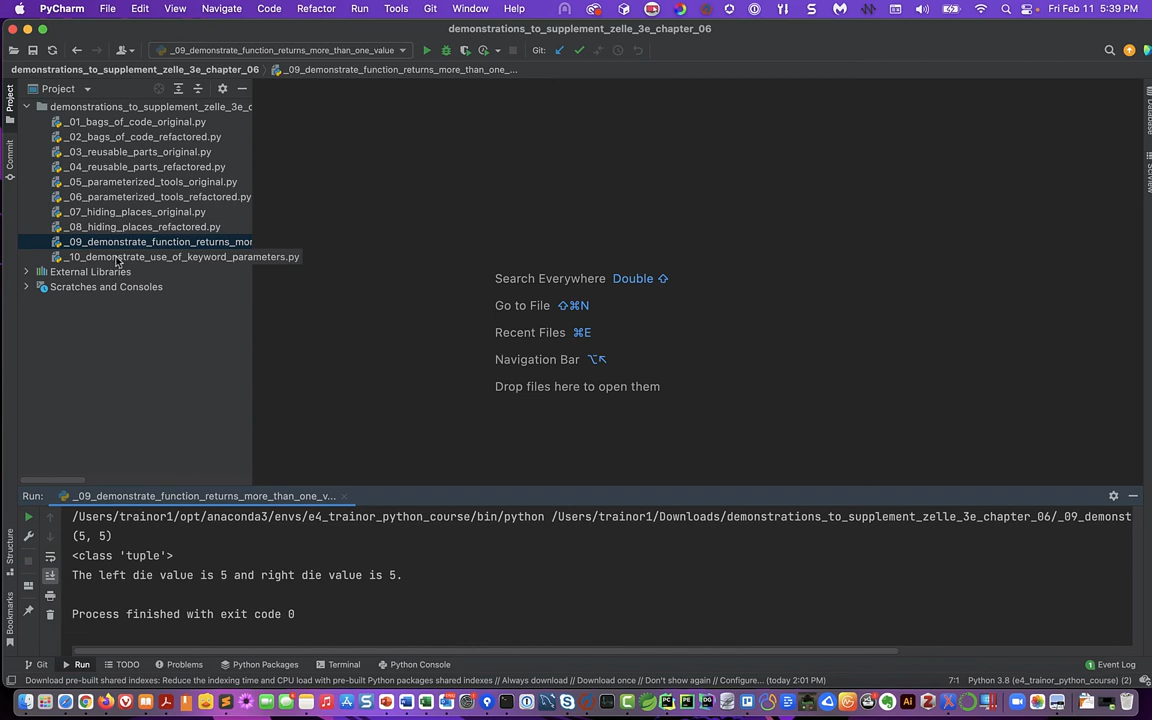 PyCharm File Edit View Navigate Code Refactor Run Tools Git Window Help Fri Feb 11 5:39 PM
demonstrations_to_supplement_zelle_3e_chapter_06
_09_demonstrate_function_returns_more_than_one_value Git:
demonstrations_to_supplement_zelle_3e_chapter_06 _09_demonstrate_function_returns_more_than_one_...
Project Project
demonstrations_to_supplement_zelle_3e_c
_01_bags_of_code_original.py
_02_bags_of_code_refactored.py
_03_reusable_parts_original.py
_04_reusable_parts_refactored.py
_05_parameterized_tools_original.py
_06_parameterized_tools_refactored.py
_07_hiding_places_original.py
_08_hiding_places_refactored.py
_09_demonstrate_function_returns_mor
_10_demonstrate_use_of_keyword_parameters.py
External Libraries
Scratches and Consoles
Commit
Database
SciView
Search Everywhere Double ⇧
Go to File ⇧⌘N
Recent Files ⌘E
Navigation Bar ⌥↖
Drop files here to open them
Run: _09_demonstrate_function_returns_more_than_one_v...
/Users/trainor1/opt/anaconda3/envs/e4_trainor_python_course/bin/python /Users/trainor1/Downloads/demonstrations_to_supplement_zelle_3e_chapter_06/_09_demonst
(5, 5)
<class 'tuple'>
The left die value is 5 and right die value is 5.
Process finished with exit code 0
Structure
Bookmarks
Git Run TODO Problems Python Packages Terminal Python Console 1 Event Log
Download pre-built shared indexes: Reduce the indexing time and CPU load with pre-built Python packages shared indexes // Always download // Download once // Don't show again // Configure... (today 2:01 PM) 7:1 Python 3.8 (e4_trainor_python_course) (2)